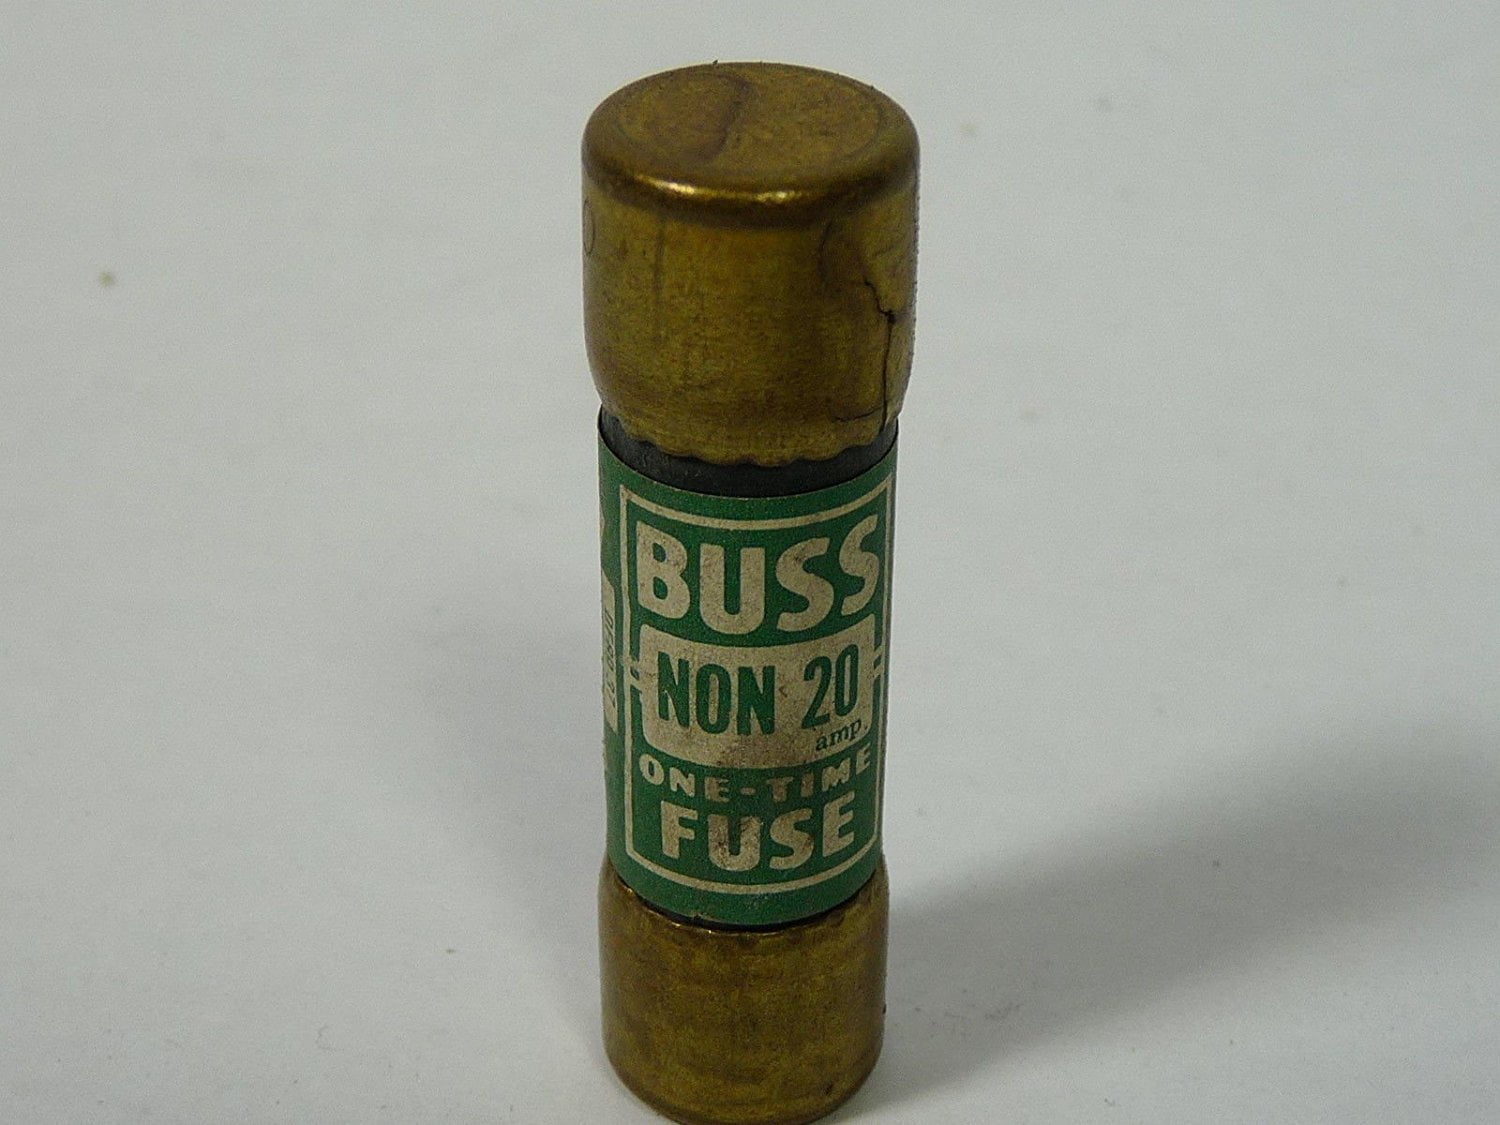 BUSS
NON 20
amp.
ONE-TIME
FUSE